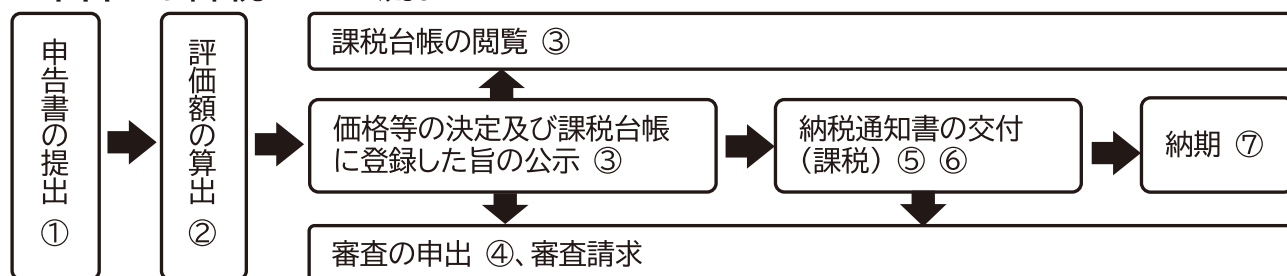 申告書の提出 ①
評価額の算出 ②
課税台帳の閲覧 ③
価格等の決定及び課税台帳
に登録した旨の公示 ③
納税通知書の交付
（課税）⑤ ⑥
納期 ⑦
審査の申出 ④、審査請求